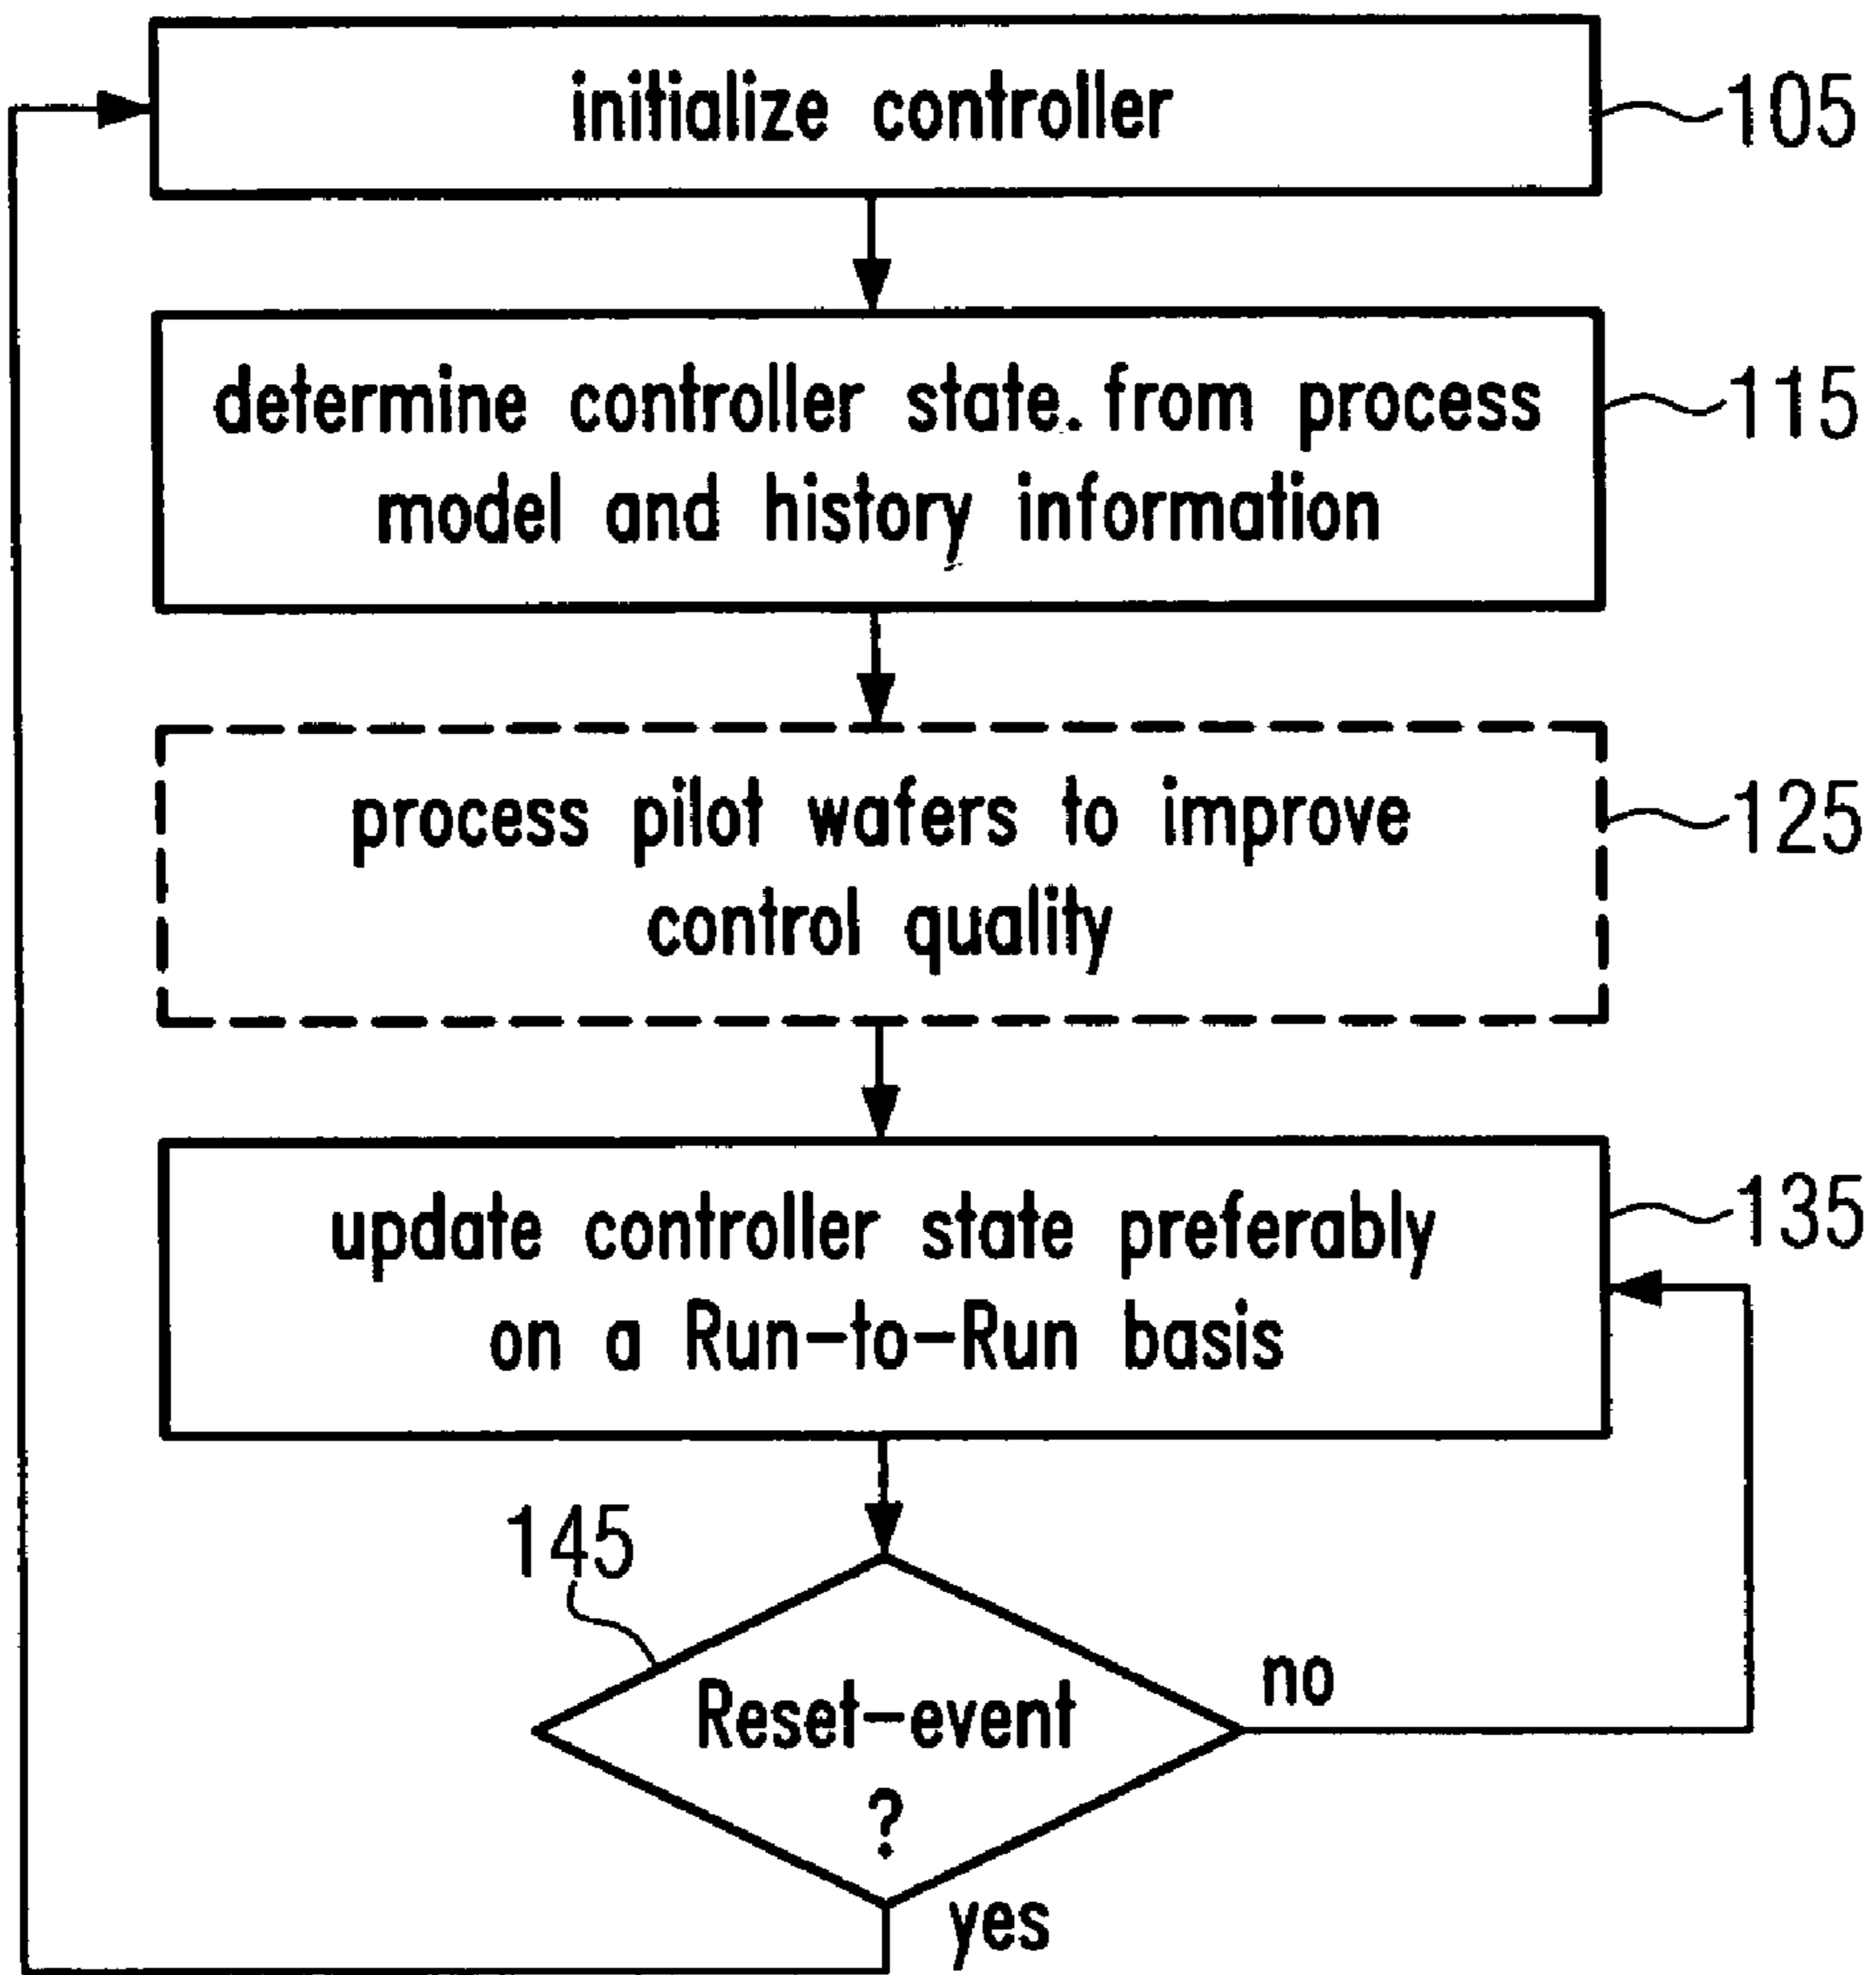 initialize controller
105
determine controller state. from process
model and history information
115
process pilot wafers to improve
control quality
125
update controller state preferably
on a Run-to-Run basis
135
145
Reset-event
?
no
yes